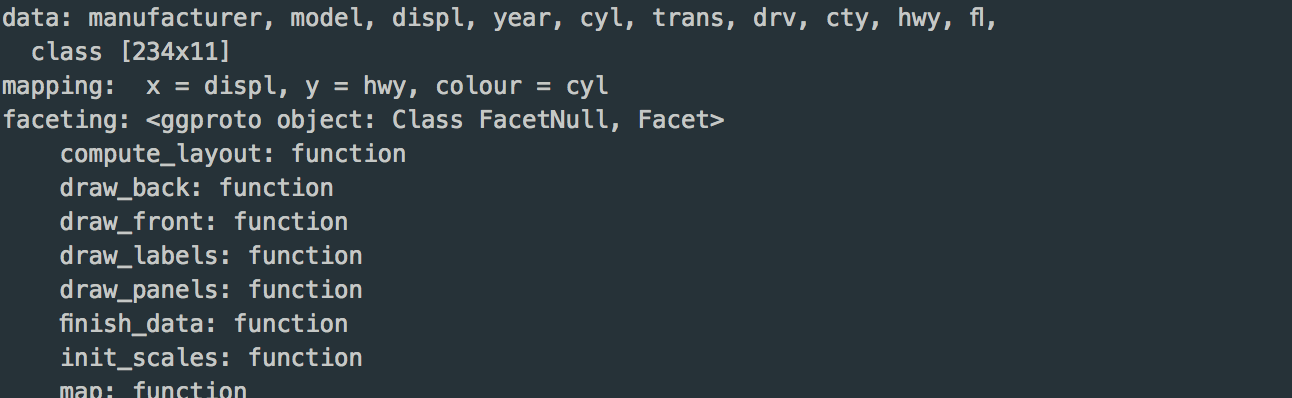 data: manufacturer, model, displ, year, cyl, trans, drv, cty, hwy, fl,
  class [234x11]
mapping:  x = displ, y = hwy, colour = cyl
faceting: <ggproto object: Class FacetNull, Facet>
    compute_layout: function
    draw_back: function
    draw_front: function
    draw_labels: function
    draw_panels: function
    finish_data: function
    init_scales: function
    map: function